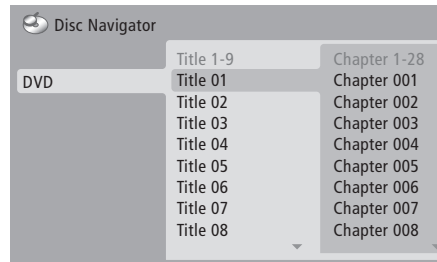 Disc Navigator
DVD
Title 1-9
Title 01
Title 02
Title 03
Title 04
Title 05
Title 06
Title 07
Title 08
Chapter 1-28
Chapter 001
Chapter 002
Chapter 003
Chapter 004
Chapter 005
Chapter 006
Chapter 007
Chapter 008